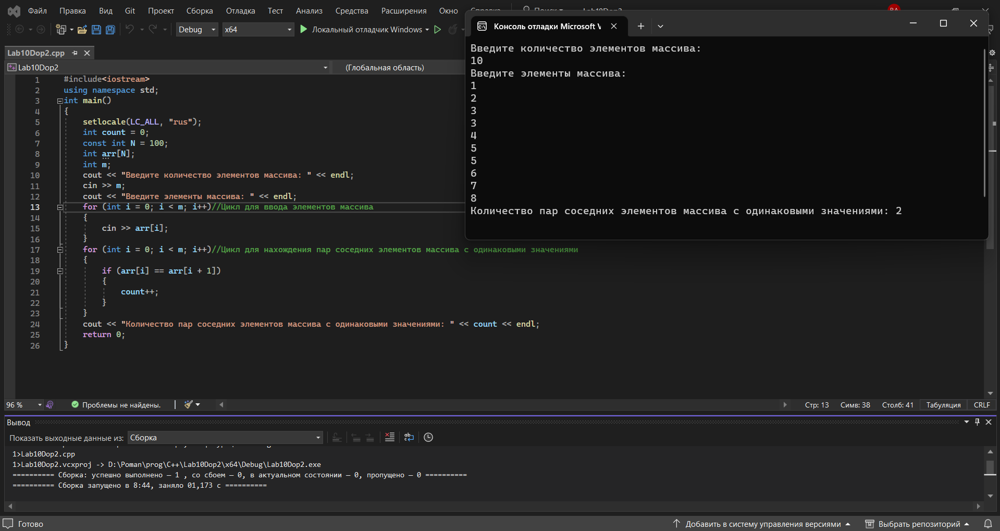 Файл Правка Вид Git Проект Сборка Отладка Тест Анализ Средства Расширения Окно
Debug x64 Локальный отладчик Windows
Lab10Dop2.cpp
Lab10Dop2 (Глобальная область)
1 #include<iostream>
2 using namespace std;
3 int main()
4 {
5 setlocale(LC_ALL, "rus");
6 int count = 0;
7 const int N = 100;
8 int arr[N];
9 int m;
10 cout << "Введите количество элементов массива: " << endl;
11 cin >> m;
12 cout << "Введите элементы массива: " << endl;
13 for (int i = 0; i < m; i++)//Цикл для ввода элементов массива
14 {
15 cin >> arr[i];
16 }
17 for (int i = 0; i < m; i++)//Цикл для нахождения пар соседних элементов массива с одинаковыми значениями
18 {
19 if (arr[i] == arr[i + 1])
20 {
21 count++;
22 }
23 }
24 cout << "Количество пар соседних элементов массива с одинаковыми значениями: " << count << endl;
25 return 0;
26 }
Консоль отладки Microsoft V
Введите количество элементов массива:
10
Введите элементы массива:
1
2
3
3
4
5
5
6
7
8
Количество пар соседних элементов массива с одинаковыми значениями: 2
96 % Проблемы не найдены. Стр: 13 Симв: 38 Столб: 41 Табуляция CRLF
Вывод
Показать выходные данные из: Сборка
1>Lab10Dop2.cpp
1>Lab10Dop2.vcxproj -> D:\Poman\prog\C++\Lab10Dop2\x64\Debug\Lab10Dop2.exe
========== Сборка: успешно выполнено — 1 , со сбоем — 0, в актуальном состоянии — 0, пропущено — 0 ==========
========== Сборка запущено в 8:44, заняло 01,173 с ==========
Готово Добавить в систему управления версиями Выбрать репозиторий